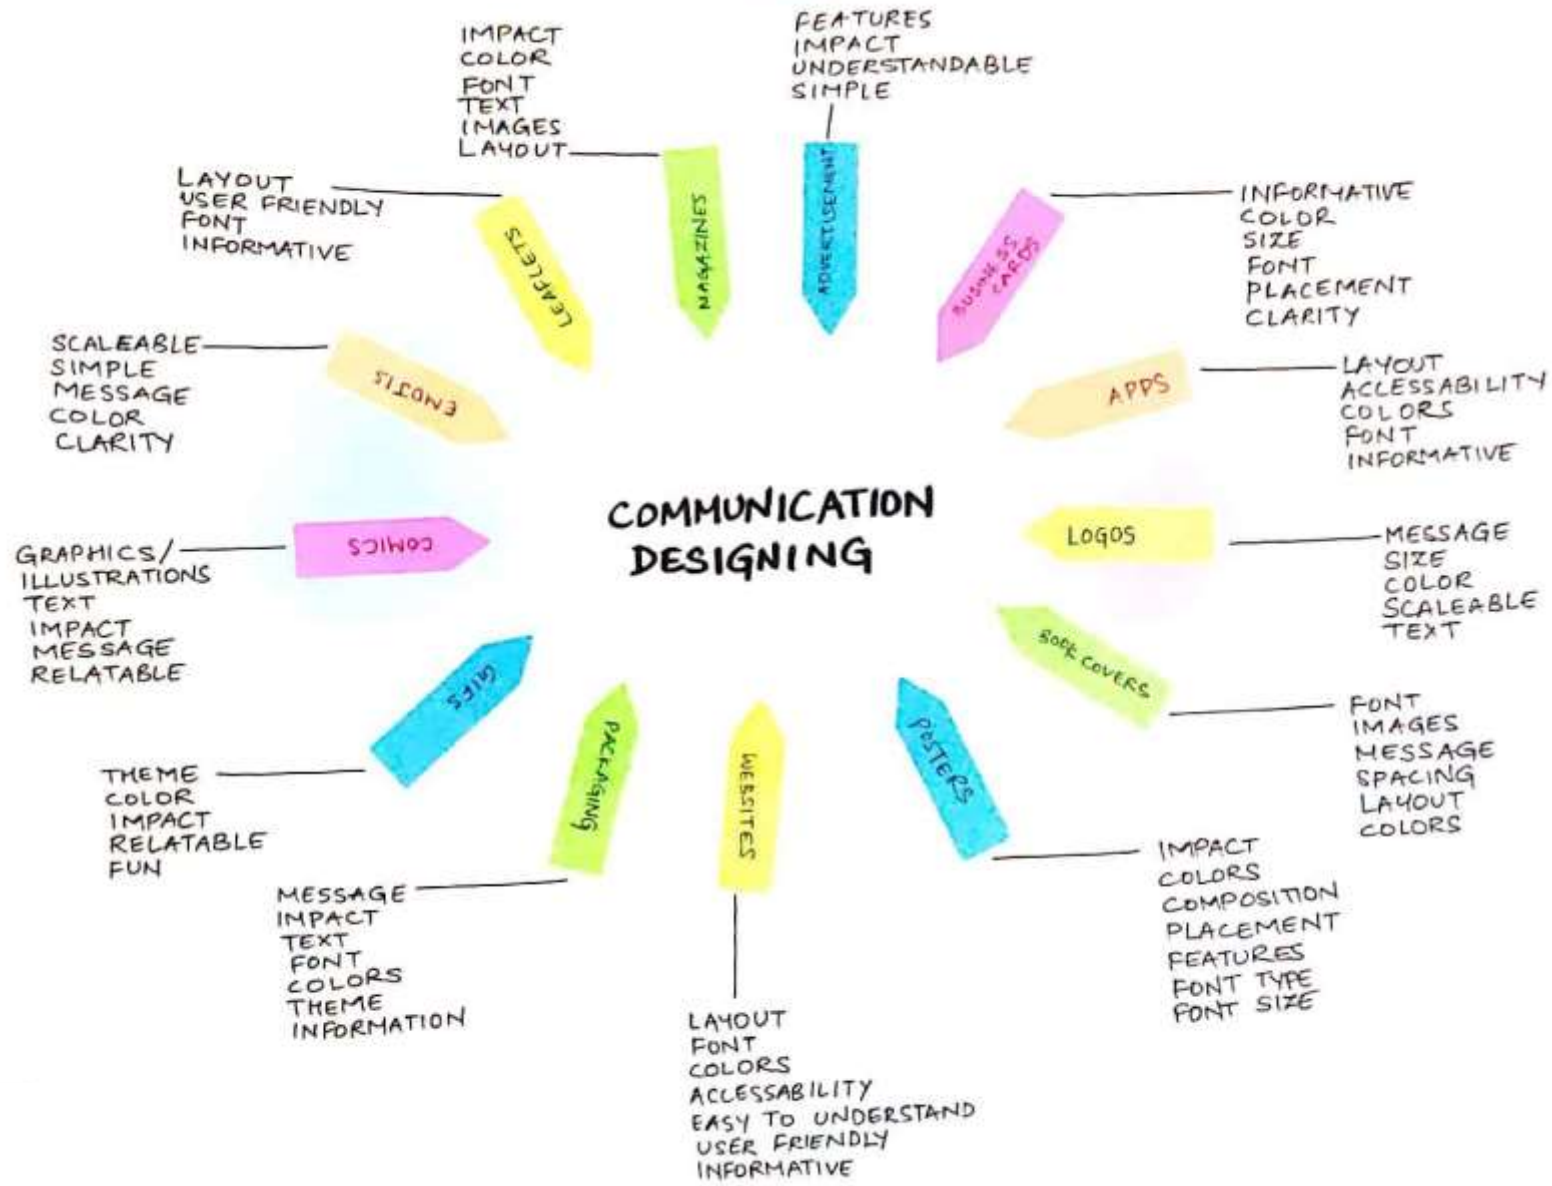 COMMUNICATION
DESIGNING
ADVERTISEMENT
FEATURES
IMPACT
UNDERSTANDABLE
SIMPLE
BUSINESS
CARDS
INFORMATIVE
COLOR
SIZE
FONT
PLACEMENT
CLARITY
APPS
LAYOUT
ACCESSABILITY
COLORS
FONT
INFORMATIVE
LOGOS
MESSAGE
SIZE
COLOR
SCALEABLE
TEXT
BOOK COVERS
FONT
IMAGES
MESSAGE
SPACING
LAYOUT
COLORS
POSTERS
IMPACT
COLORS
COMPOSITION
PLACEMENT
FEATURES
FONT TYPE
FONT SIZE
WEBSITES
LAYOUT
FONT
COLORS
ACCESSABILITY
EASY TO UNDERSTAND
USER FRIENDLY
INFORMATIVE
PACKAGING
MESSAGE
IMPACT
TEXT
FONT
COLORS
THEME
INFORMATION
GIFS
THEME
COLOR
IMPACT
RELATABLE
FUN
COMICS
GRAPHICS/
ILLUSTRATIONS
TEXT
IMPACT
MESSAGE
RELATABLE
EMOJIS
SCALEABLE
SIMPLE
MESSAGE
COLOR
CLARITY
LEAFLETS
LAYOUT
USER FRIENDLY
FONT
INFORMATIVE
MAGAZINES
IMPACT
COLOR
FONT
TEXT
IMAGES
LAYOUT